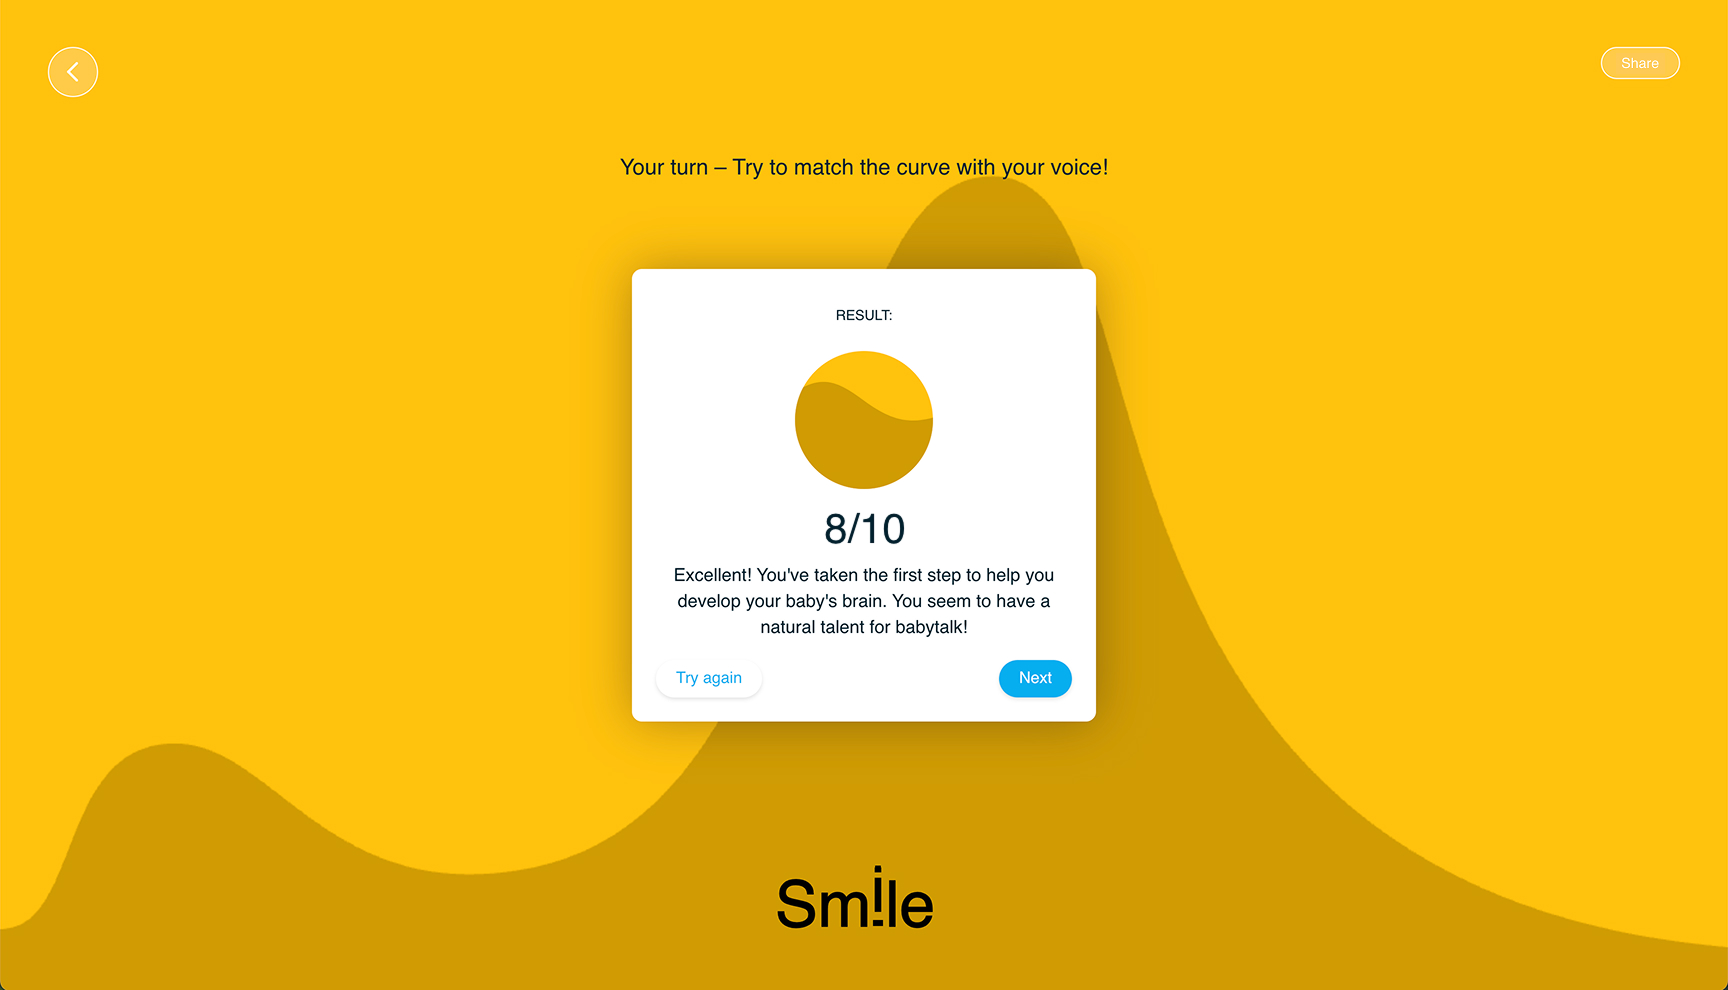 Share
Your turn – Try to match the curve with your voice!
RESULT:
8/10
Excellent! You've taken the first step to help you
develop your baby's brain. You seem to have a
natural talent for babytalk!
Try again
Next
Smile